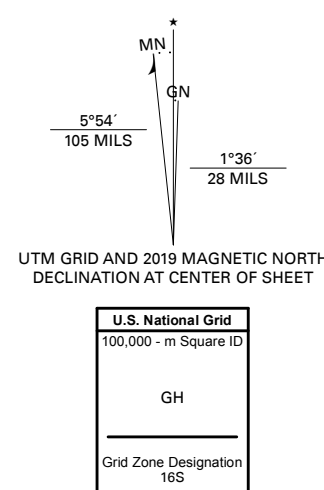 ★
MN
GN
5°54´
105 MILS
1°36´
28 MILS
UTM GRID AND 2019 MAGNETIC NORTH
DECLINATION AT CENTER OF SHEET
U.S. National Grid
100,000 - m Square ID
GH
Grid Zone Designation
16S